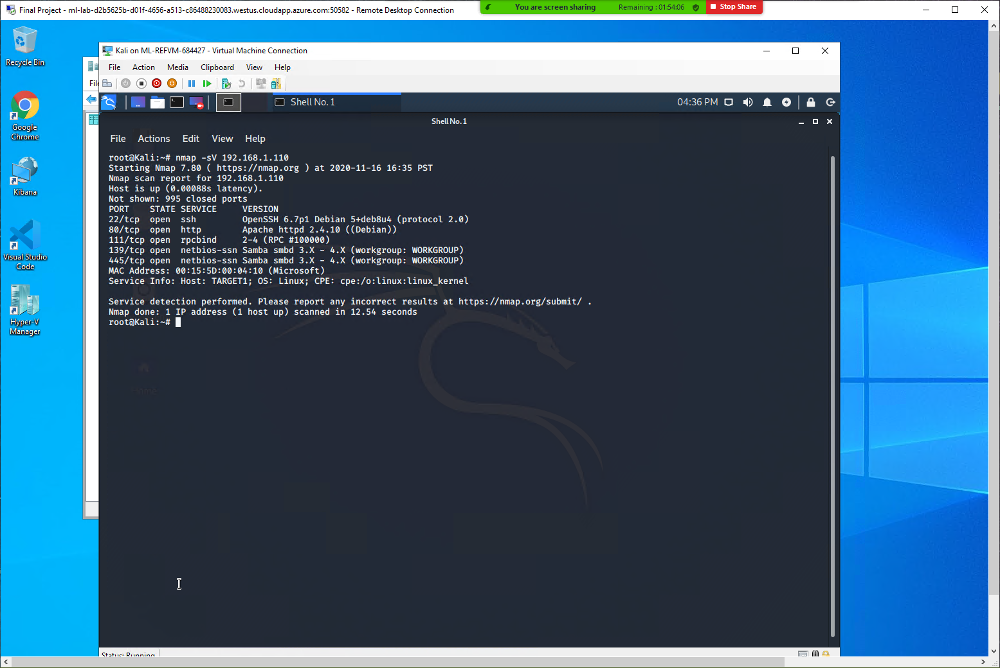 Final Project - ml-lab-d2b5625b-d01f-4656-a513-c86488230083.westus.cloudapp.azure.com:50582 - Remote Desktop Connection
You are screen sharing
Remaining : 01:54:06
Stop Share
Recycle Bin
Google
Chrome
Kibana
Visual Studio
Code
Hyper-V
Manager
Fil
Kali on ML-REFVM-684427 - Virtual Machine Connection
File Action Media Clipboard View Help
Shell No. 1
04:36 PM
Shell No. 1
File Actions Edit View Help
root@Kali:~# nmap -sV 192.168.1.110
Starting Nmap 7.80 ( https://nmap.org ) at 2020-11-16 16:35 PST
Nmap scan report for 192.168.1.110
Host is up (0.00088s latency).
Not shown: 995 closed ports
PORT    STATE SERVICE     VERSION
22/tcp  open  ssh         OpenSSH 6.7p1 Debian 5+deb8u4 (protocol 2.0)
80/tcp  open  http        Apache httpd 2.4.10 ((Debian))
111/tcp open  rpcbind     2-4 (RPC #100000)
139/tcp open  netbios-ssn Samba smbd 3.X - 4.X (workgroup: WORKGROUP)
445/tcp open  netbios-ssn Samba smbd 3.X - 4.X (workgroup: WORKGROUP)
MAC Address: 00:15:5D:00:04:10 (Microsoft)
Service Info: Host: TARGET1; OS: Linux; CPE: cpe:/o:linux:linux_kernel
Service detection performed. Please report any incorrect results at https://nmap.org/submit/ .
Nmap done: 1 IP address (1 host up) scanned in 12.54 seconds
root@Kali:~#
Home
Status: Running